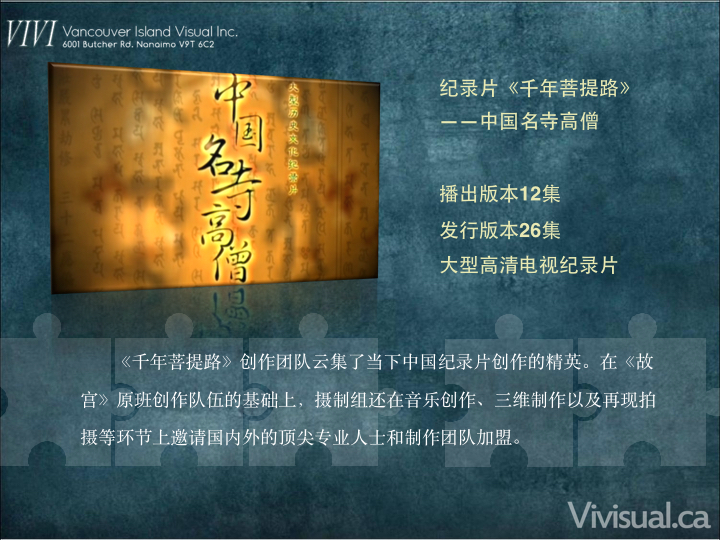 VIVI
Vancouver Island Visual Inc.
6001 Butcher Rd. Nanaimo V9T 6C2
中国名寺高僧
大型历史文化纪录片
纪录片《千年菩提路》
——中国名寺高僧
播出版本12集
发行版本26集
大型高清电视纪录片
《千年菩提路》创作团队云集了当下中国纪录片创作的精英。在《故
宫》原班创作队伍的基础上，摄制组还在音乐创作、三维制作以及再现拍
摄等环节上邀请国内外的顶尖专业人士和制作团队加盟。
Vivisual.ca